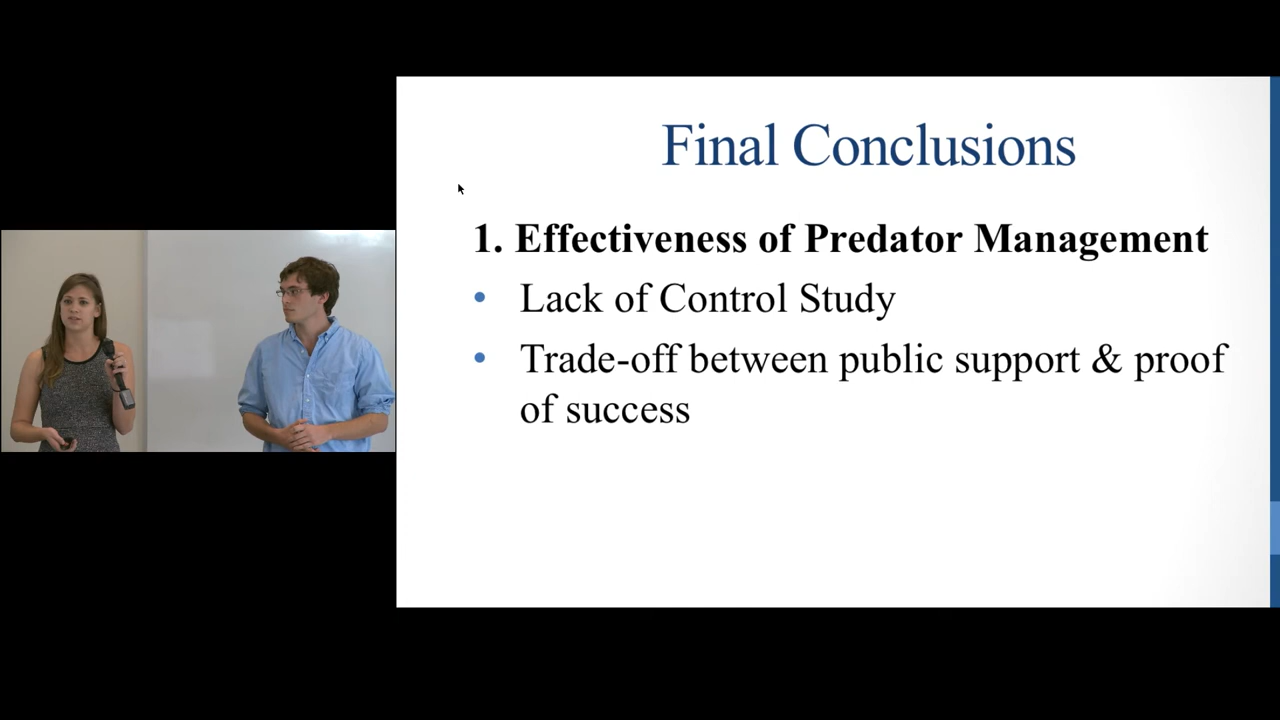 Final Conclusions
1. Effectiveness of Predator Management
• Lack of Control Study
• Trade-off between public support & proof
of success